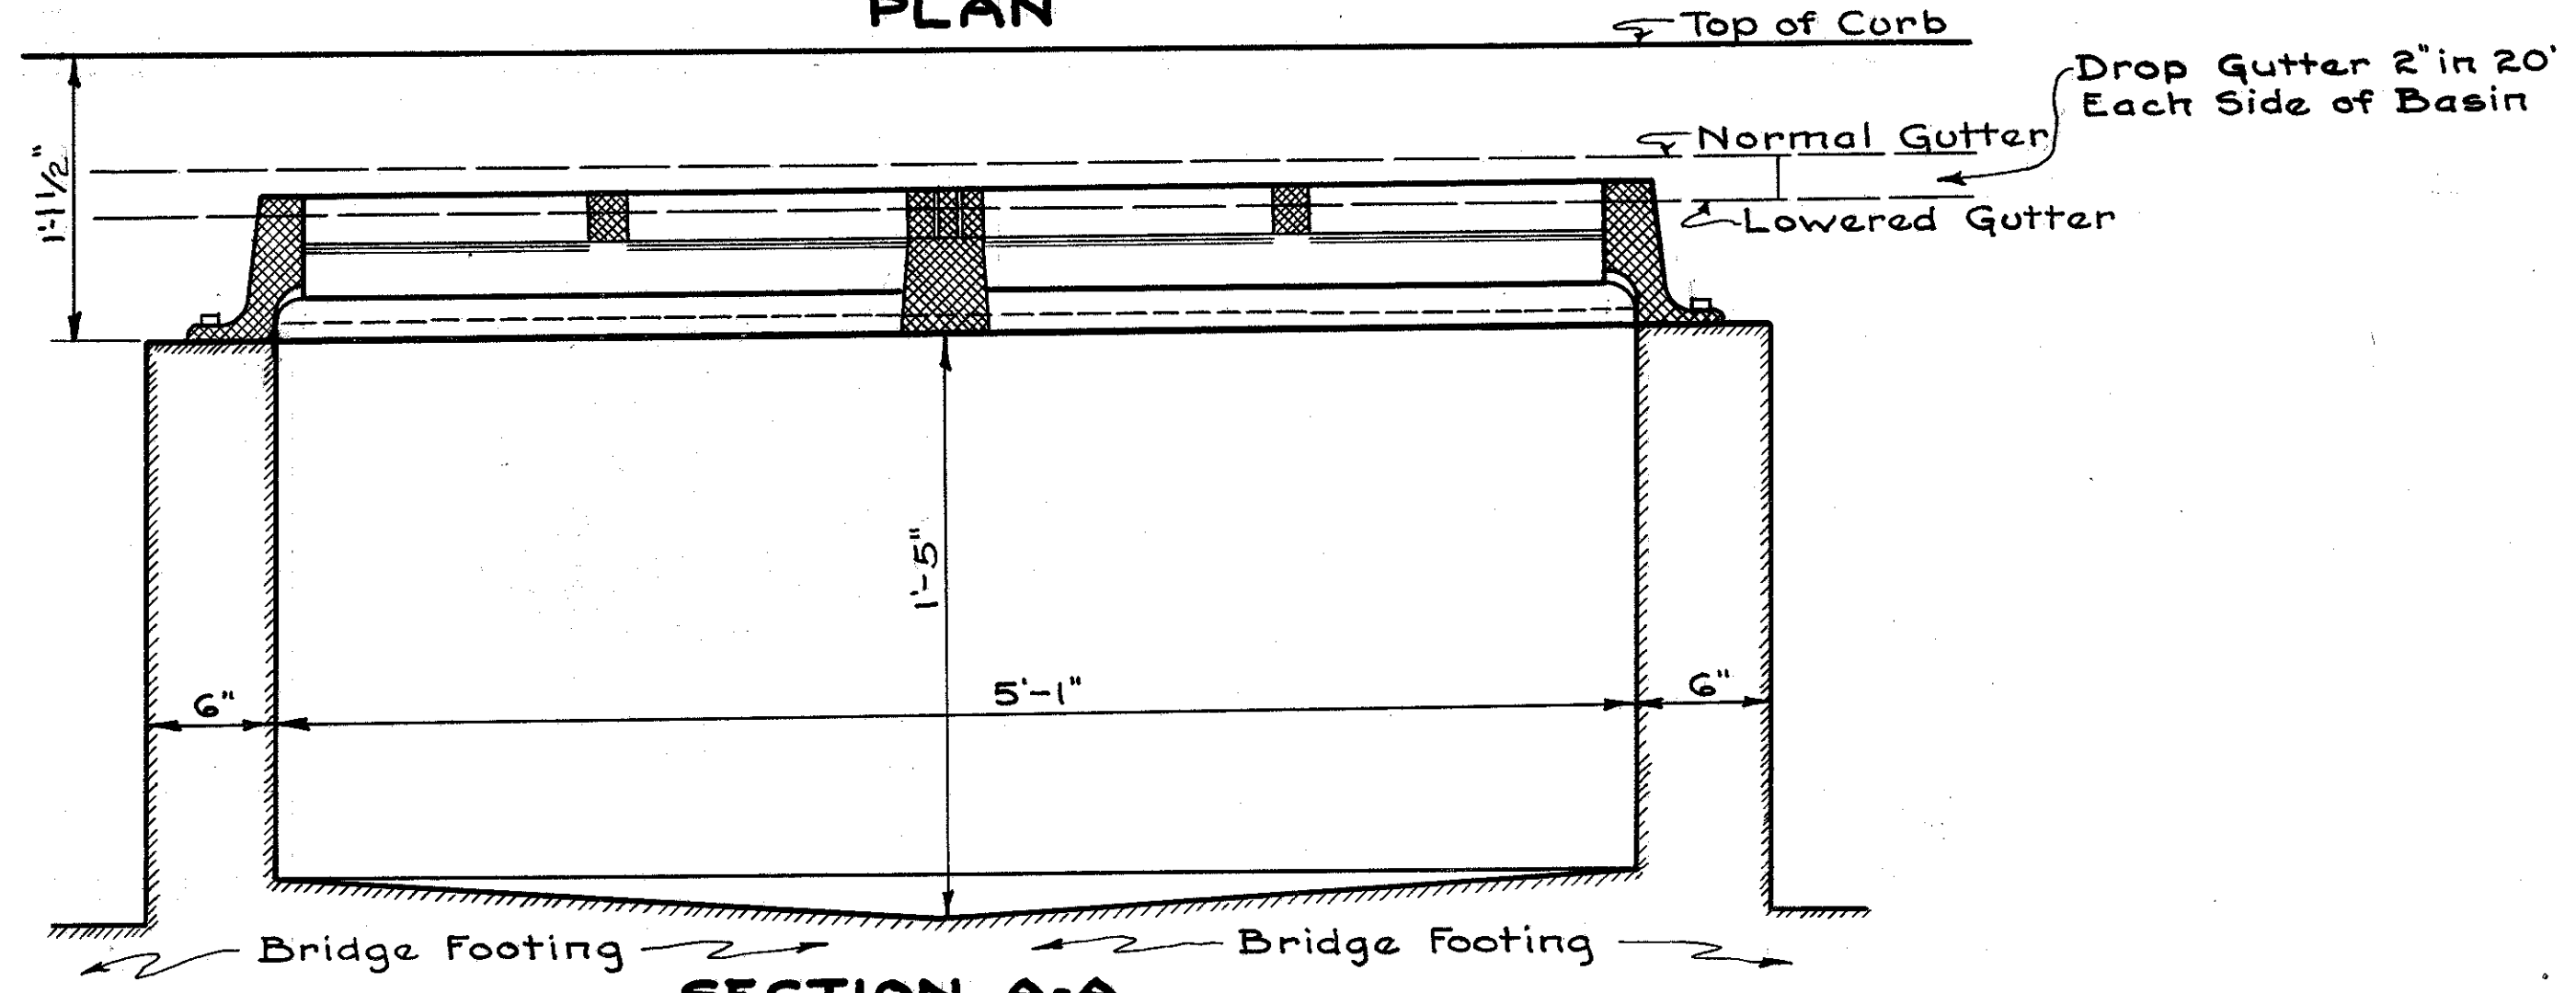 PLAN
Top of Curb
Drop Gutter 2" in 20'
Each Side of Basin
Normal Gutter
1'-1 1/2"
Lowered Gutter
1'-5"
5'-1"
6"
6"
Bridge Footing
Bridge Footing
SECTION A-A